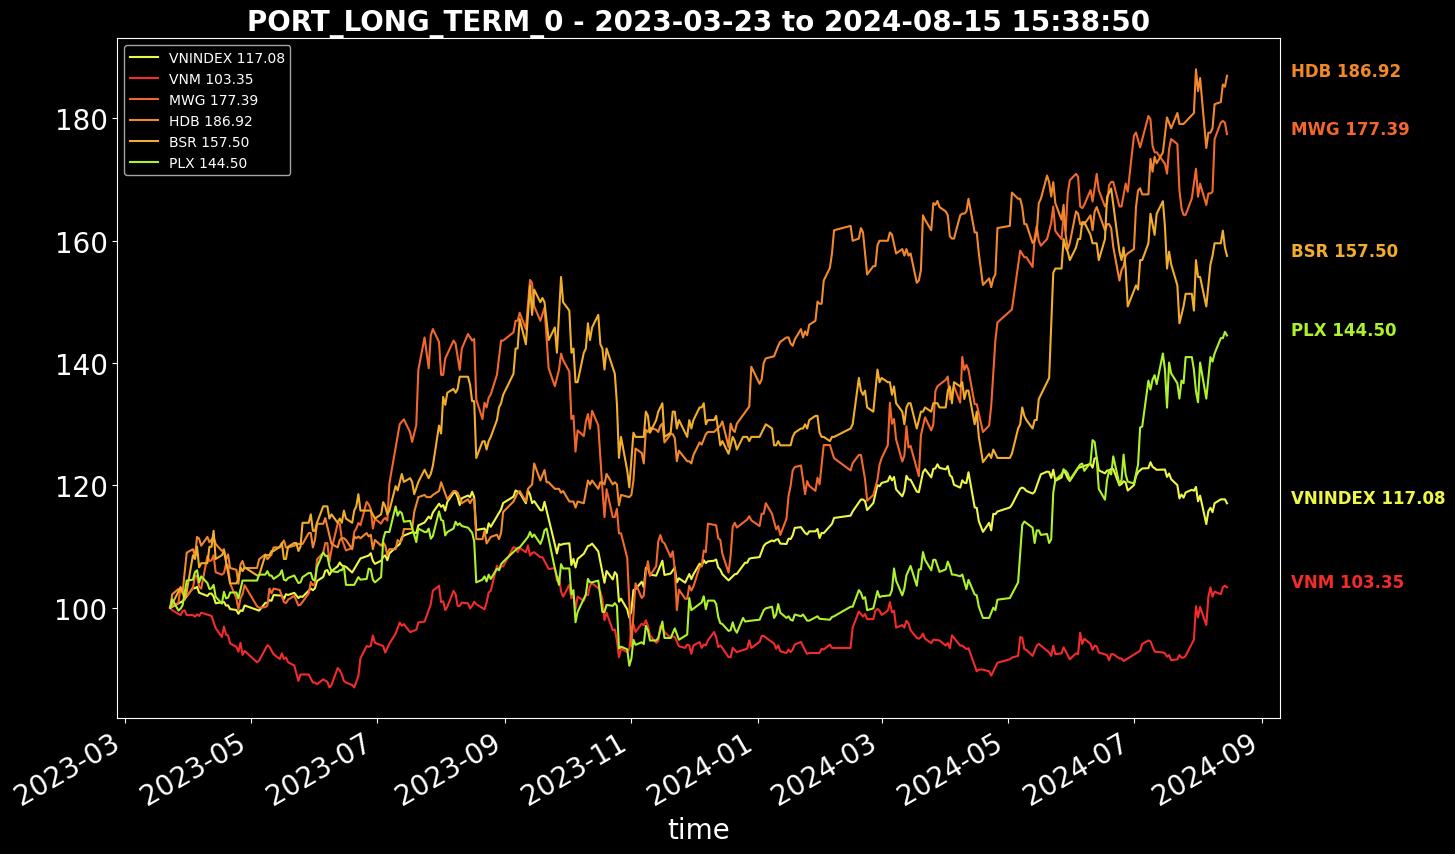 PORT_LONG_TERM_0 - 2023-03-23 to 2024-08-15 15:38:50
VNINDEX 117.08
VNM 103.35
MWG 177.39
HDB 186.92
BSR 157.50
PLX 144.50
HDB 186.92
MWG 177.39
BSR 157.50
PLX 144.50
VNINDEX 117.08
VNM 103.35
180
160
140
120
100
2023-03
2023-05
2023-07
2023-09
2023-11
2024-01
2024-03
2024-05
2024-07
2024-09
time